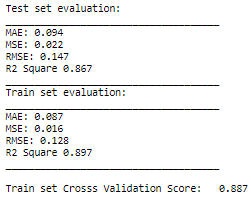 Test set evaluation:
_____________________________________
MAE: 0.094
MSE: 0.022
RMSE: 0.147
R2 Square 0.867
_____________________________________
Train set evaluation:
_____________________________________
MAE: 0.087
MSE: 0.016
RMSE: 0.128
R2 Square 0.897
_____________________________________
Train set Crosss Validation Score: 0.887